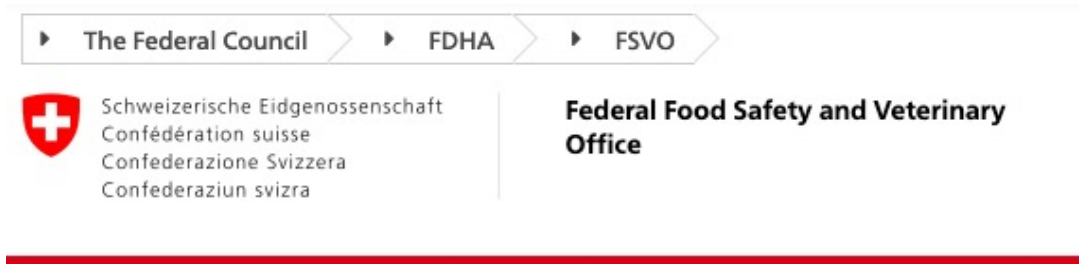 The Federal Council FDHA FSVO
Schweizerische Eidgenossenschaft
Confédération suisse
Confederazione Svizzera
Confederaziun svizra
Federal Food Safety and Veterinary
Office